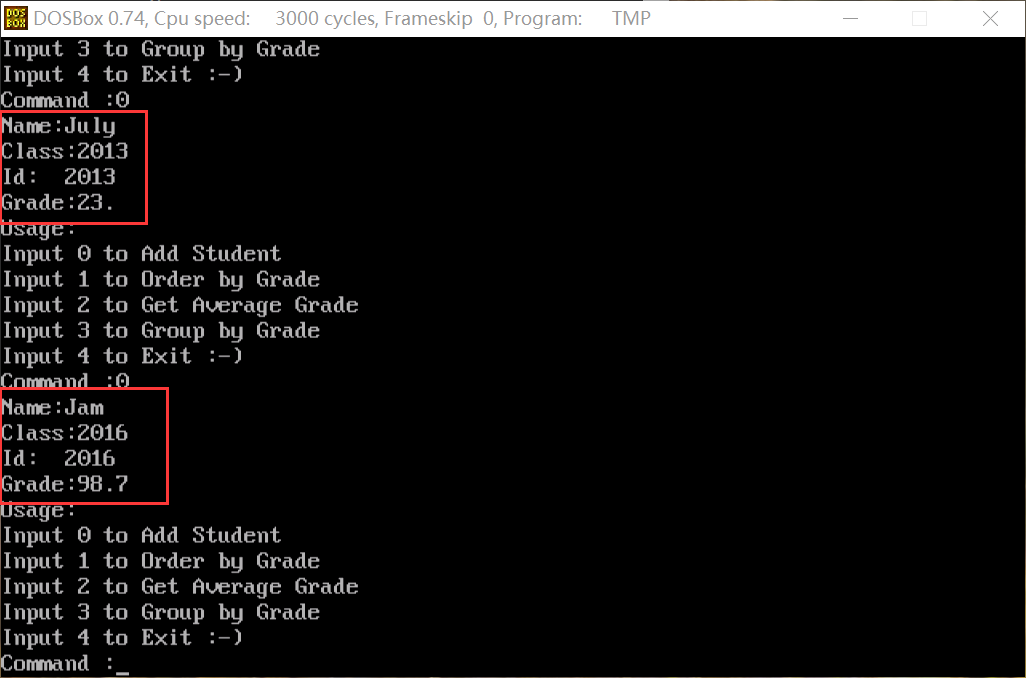 DOS BOX DOSBox 0.74, Cpu speed: 3000 cycles, Frameskip 0, Program: TMP
Input 3 to Group by Grade
Input 4 to Exit :-)
Command :0
Name:July
Class:2013
Id: 2013
Grade:23.
Usage:
Input 0 to Add Student
Input 1 to Order by Grade
Input 2 to Get Average Grade
Input 3 to Group by Grade
Input 4 to Exit :-)
Command :0
Name:Jam
Class:2016
Id: 2016
Grade:98.7
Usage:
Input 0 to Add Student
Input 1 to Order by Grade
Input 2 to Get Average Grade
Input 3 to Group by Grade
Input 4 to Exit :-)
Command :_